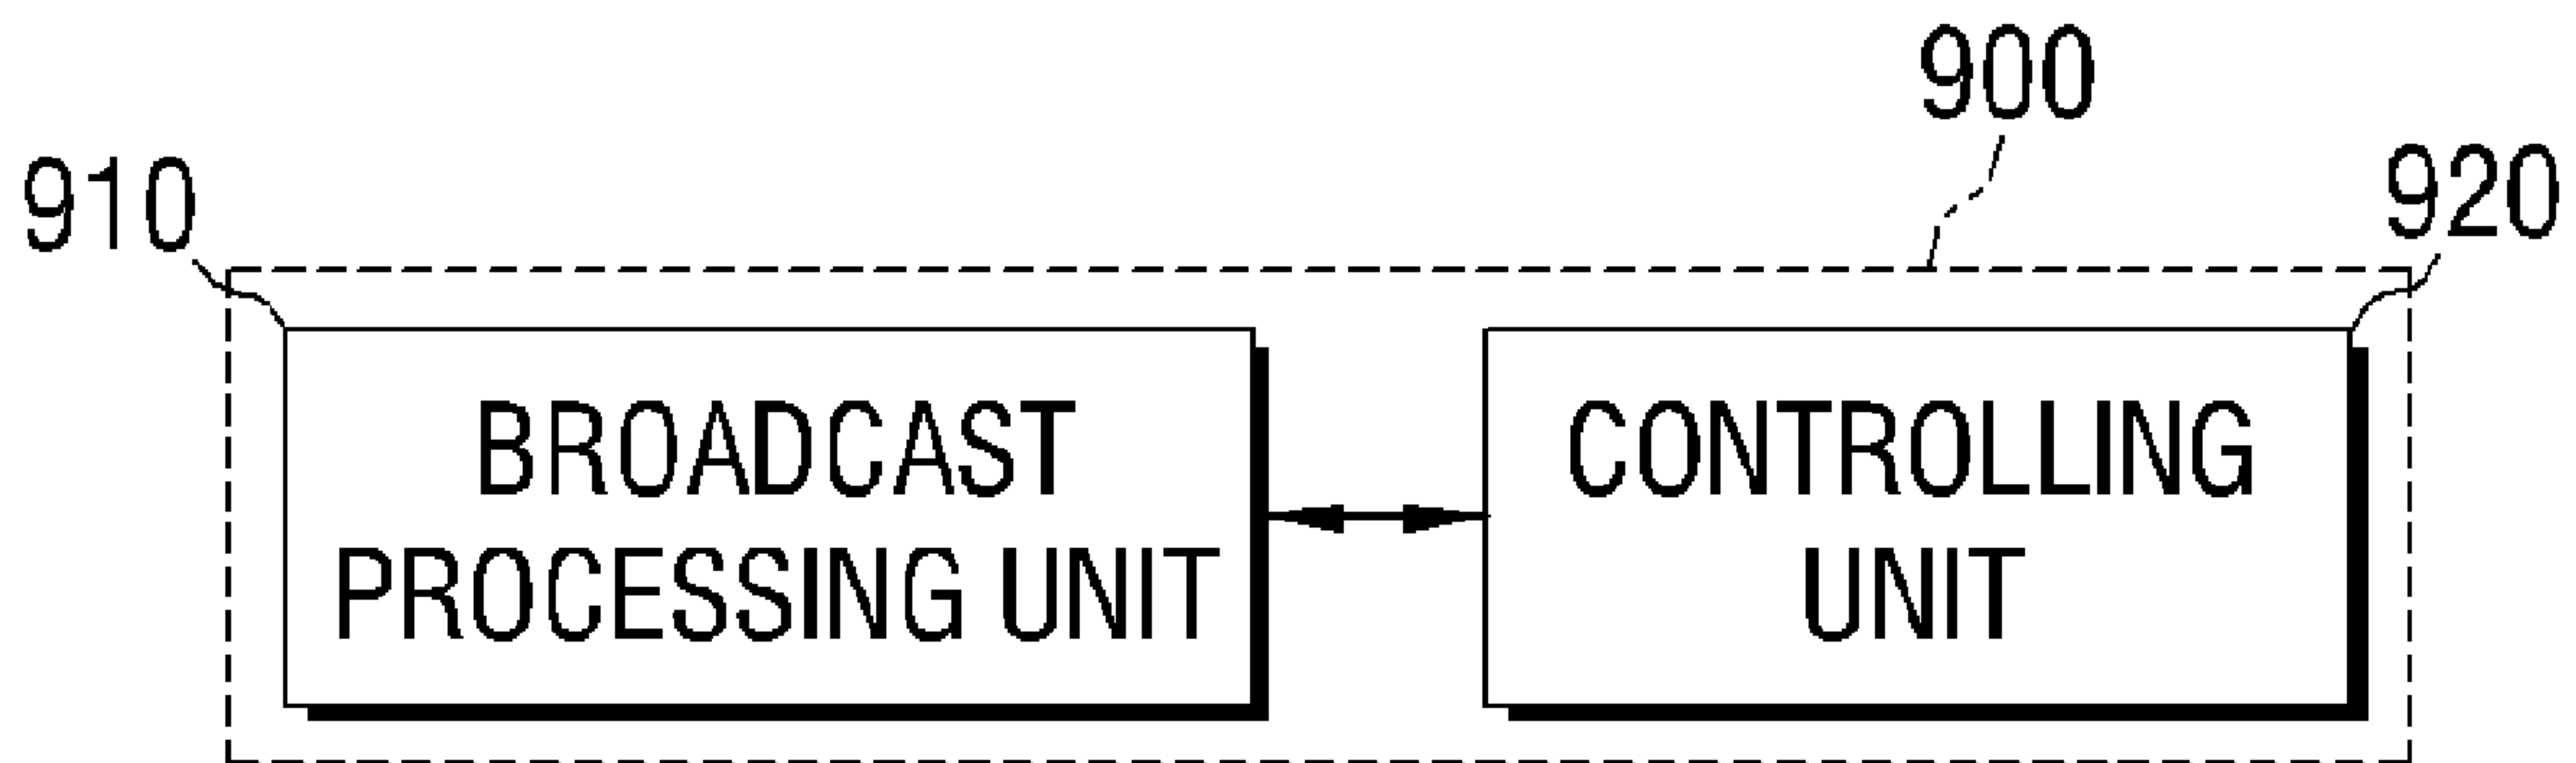 900
910
920
BROADCAST
PROCESSING UNIT
CONTROLLING
UNIT